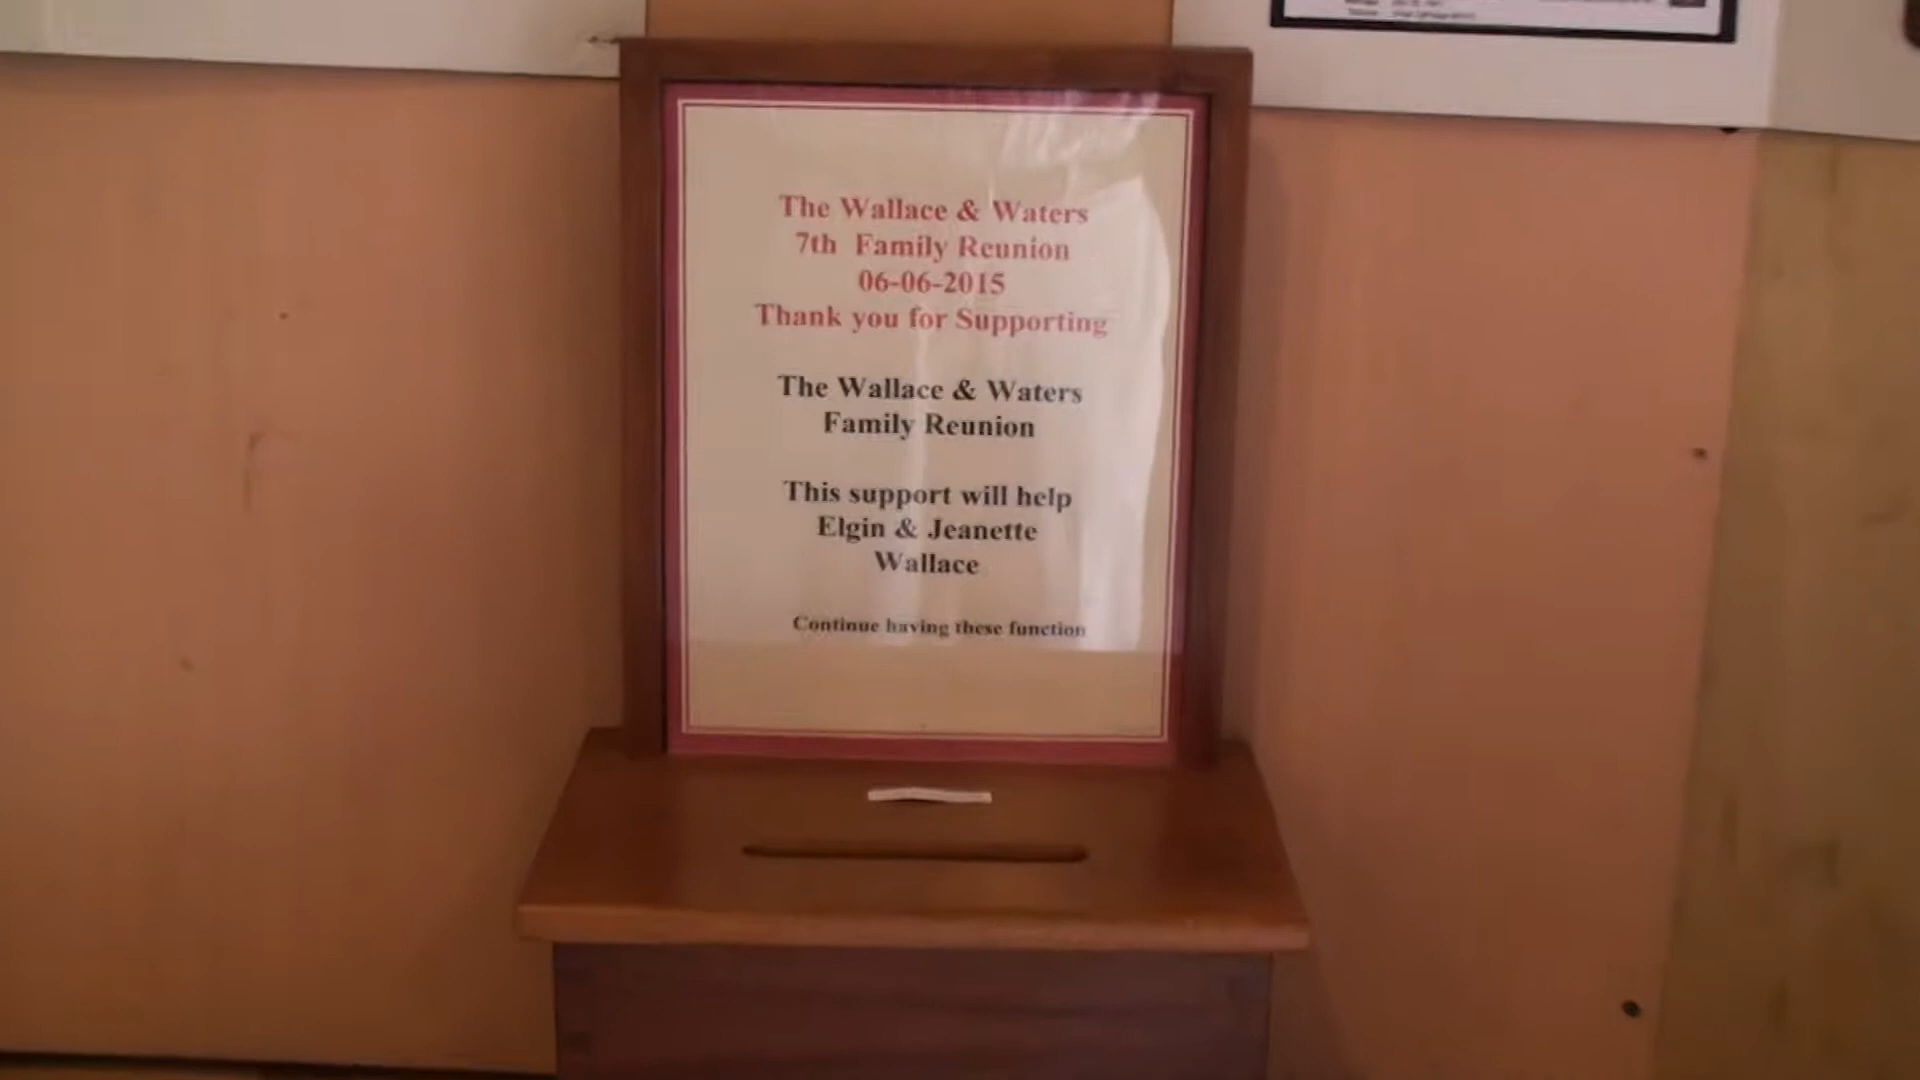 The Wallace & Waters
7th Family Reunion
06-06-2015
Thank you for Supporting
The Wallace & Waters
Family Reunion
This support will help
Elgin & Jeanette
Wallace
Continue having these function